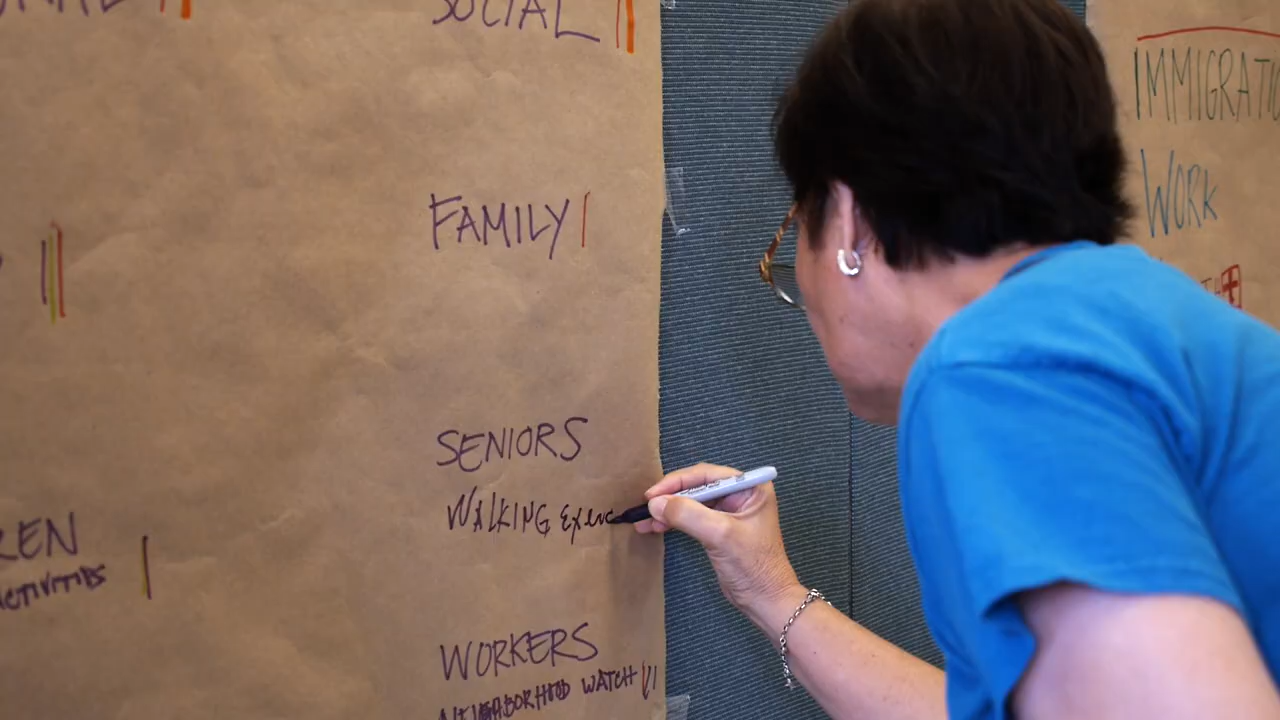 SOCIAL
FAMILY
SENIORS
WALKING Exerc
WORKERS
NEIGHBORHOOD WATCH
REN
ACTIVITIES
IMMIGRATIO
WORK